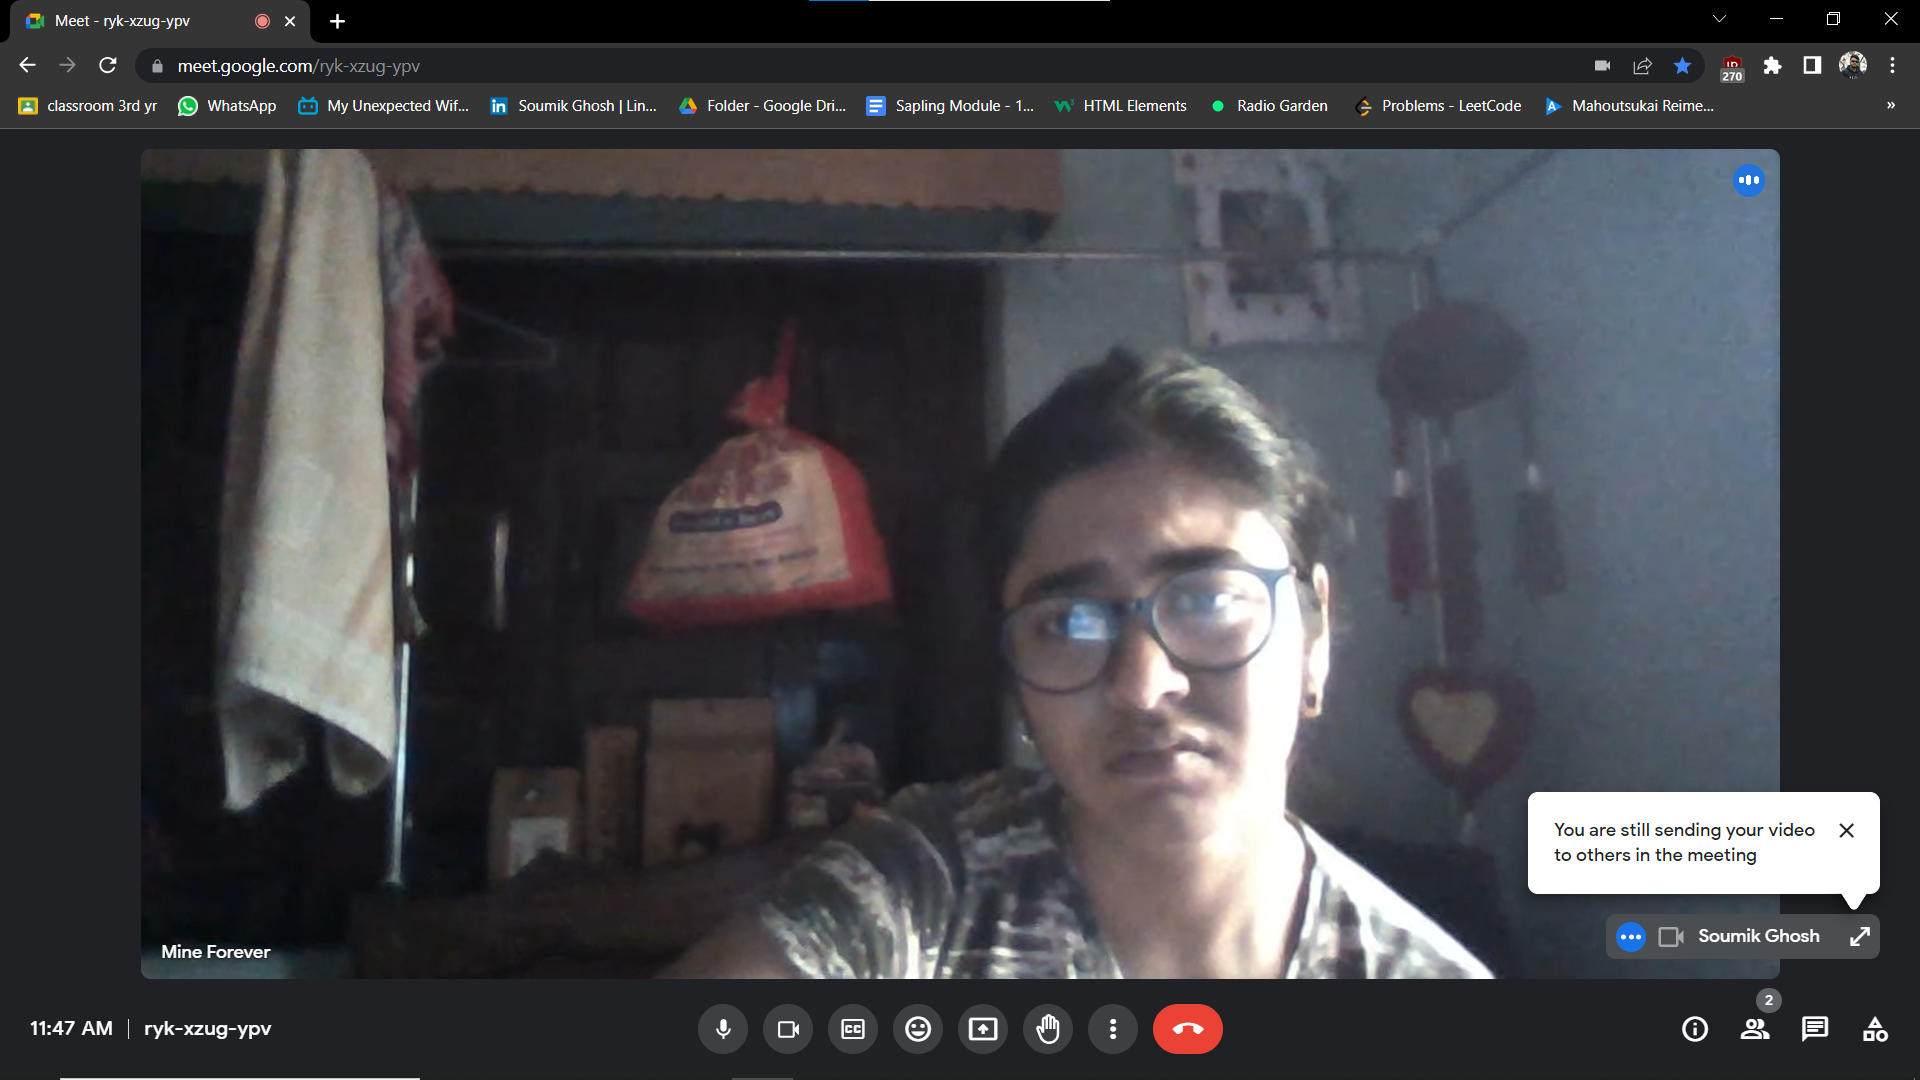 Meet - ryk-xzug-ypv
meet.google.com/ryk-xzug-ypv
270
classroom 3rd yr
WhatsApp
My Unexpected Wif...
Soumik Ghosh | Lin...
Folder - Google Dri...
Sapling Module - 1...
HTML Elements
Radio Garden
Problems - LeetCode
Mahoutsukai Reime...
»
You are still sending your video
to others in the meeting
Soumik Ghosh
Mine Forever
2
11:47 AM | ryk-xzug-ypv
CC